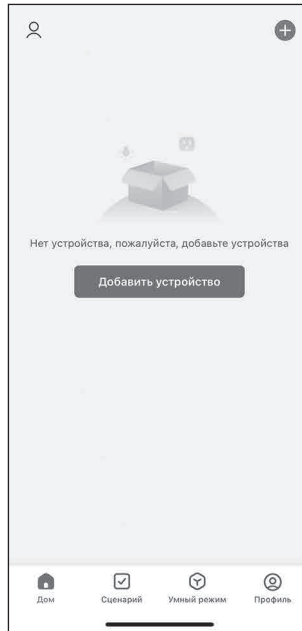 Нет устройства, пожалуйста, добавьте устройства
Добавить устройство
Дом Сценарий Умный режим Профиль